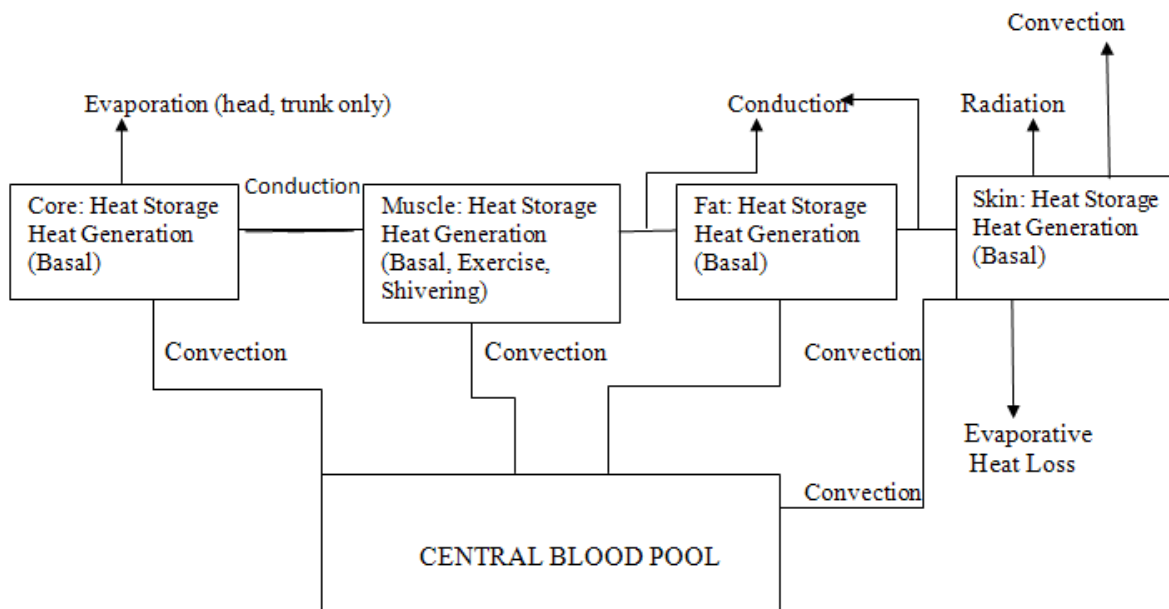 Convection
Evaporation (head, trunk only)
Conduction
Radiation
Conduction
Core: Heat Storage
Heat Generation
(Basal)
Muscle: Heat Storage
Heat Generation
(Basal, Exercise,
Shivering)
Fat: Heat Storage
Heat Generation
(Basal)
Skin: Heat Storage
Heat Generation
(Basal)
Convection
Convection
Convection
Evaporative
Heat Loss
Convection
CENTRAL BLOOD POOL